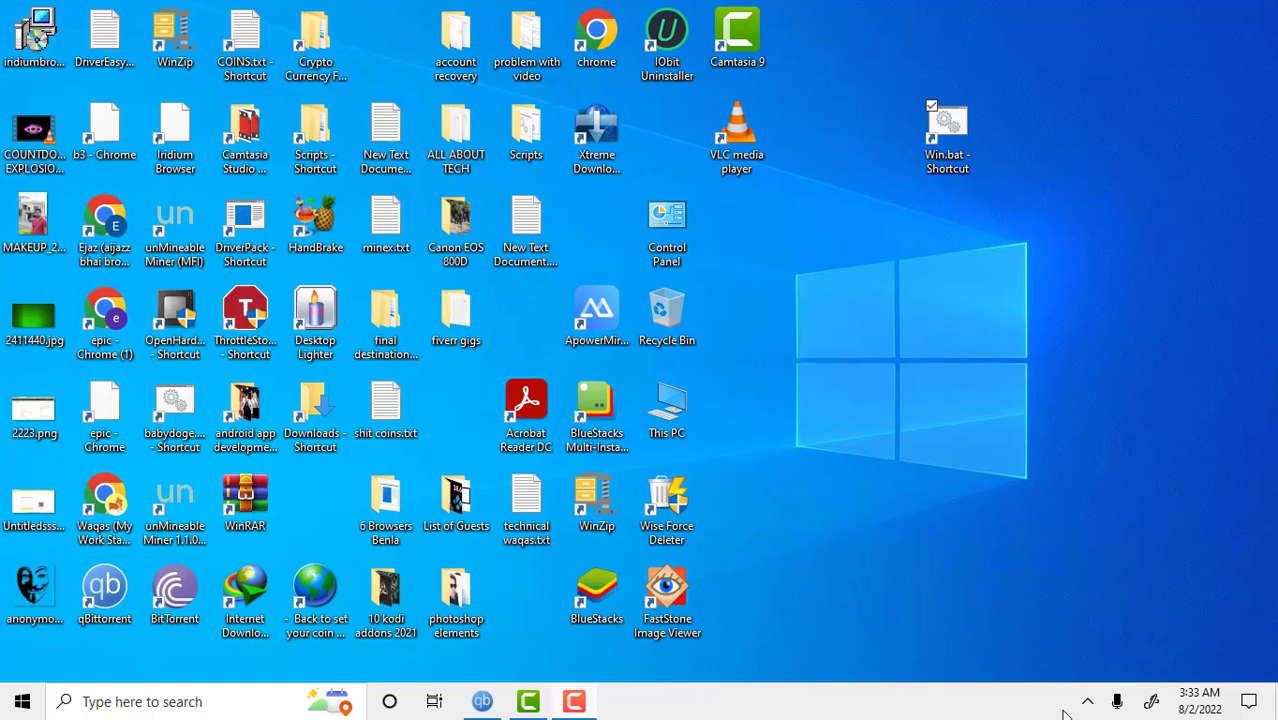 iridiumbro...
DriverEasy...
WinZip
COINS.txt -
Shortcut
Crypto
Currency F...
account
recovery
problem with
video
chrome
IObit
Uninstaller
Camtasia 9
COUNTDO...
EXPLOSIO...
b3 - Chrome
Iridium
Browser
Camtasia
Studio ...
Scripts -
Shortcut
New Text
Docume...
ALL ABOUT
TECH
Scripts
Xtreme
Downlo...
VLC media
player
Win.bat -
Shortcut
MAKEUP_2...
Ejaz (aijazz
bhai bro...
unMineable
Miner (MFI)
DriverPack -
Shortcut
HandBrake
minex.txt
Canon EOS
800D
New Text
Document....
Control
Panel
2411440.jpg
epic -
Chrome (1)
OpenHard...
- Shortcut
ThrottleSto...
- Shortcut
Desktop
Lighter
final
destination...
fiverr gigs
ApowerMir...
Recycle Bin
2223.png
epic -
Chrome
babydoge....
- Shortcut
android app
developme...
Downloads -
Shortcut
shit coins.txt
Acrobat
Reader DC
BlueStacks
Multi-Insta...
This PC
Untitledsss...
Waqas (My
Work Sta...
unMineable
Miner 1.1.0...
WinRAR
6 Browsers
Benla
List of Guests
technical
waqas.txt
WinZip
Wise Force
Deleter
anonymo...
qBittorrent
BitTorrent
Internet
Downlo...
- Back to set
your coin ...
10 kodi
addons 2021
photoshop
elements
BlueStacks
FastStone
Image Viewer
Type here to search
3:33 AM
8/2/2022